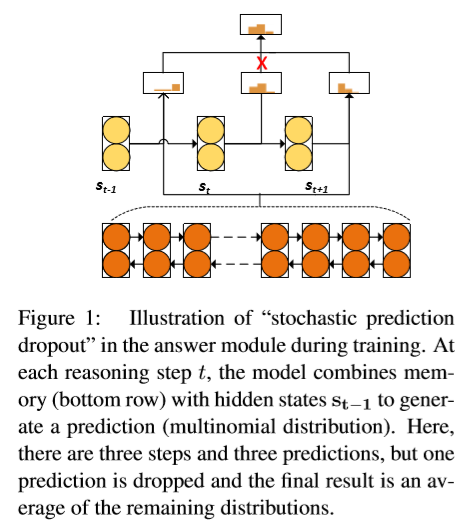 X
s_{t-1} s_t s_{t+1}
Figure 1: Illustration of “stochastic prediction
dropout” in the answer module during training. At
each reasoning step t, the model combines mem-
ory (bottom row) with hidden states s_{t−1} to gener-
ate a prediction (multinomial distribution). Here,
there are three steps and three predictions, but one
prediction is dropped and the final result is an av-
erage of the remaining distributions.